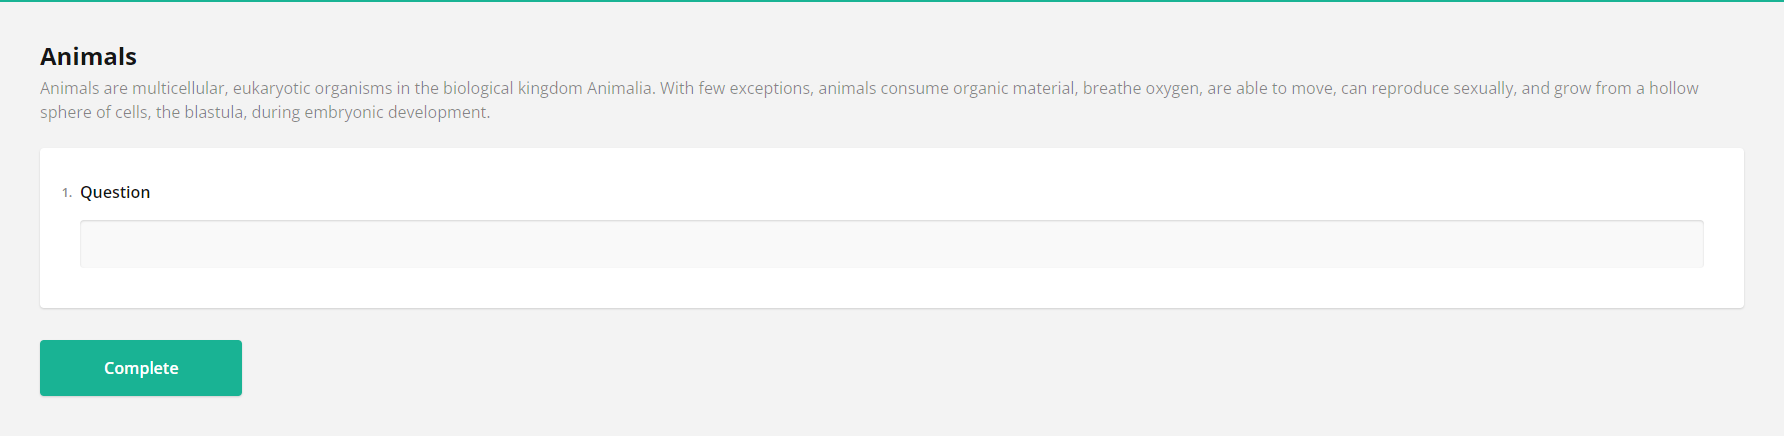 Animals
Animals are multicellular, eukaryotic organisms in the biological kingdom Animalia. With few exceptions, animals consume organic material, breathe oxygen, are able to move, can reproduce sexually, and grow from a hollow
sphere of cells, the blastula, during embryonic development.
1. Question
Complete